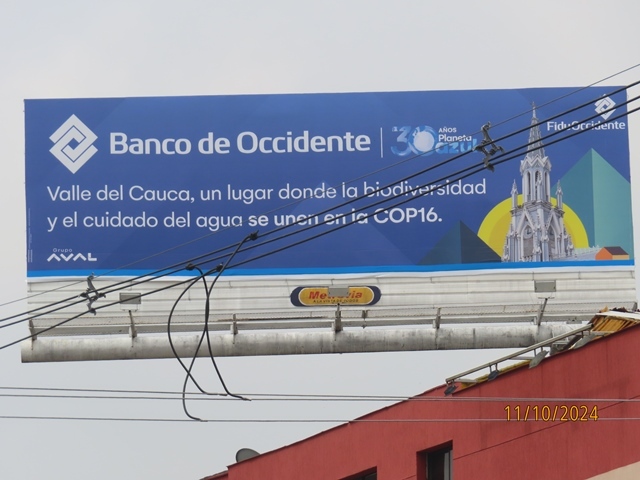 Banco de Occidente
30 AÑOS Planeta azul
FiduOccidente
Valle del Cauca, un lugar donde la biodiversidad
y el cuidado del agua se unen en la COP16.
Grupo
AVAL
11/10/2024